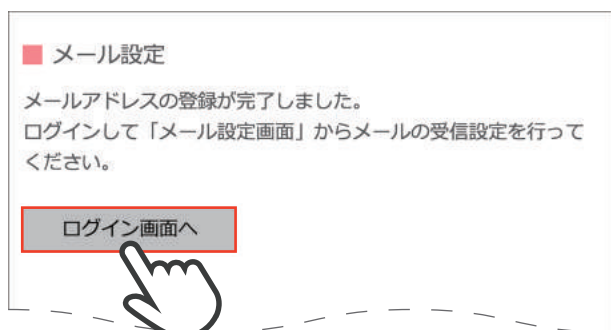 メール設定
メールアドレスの登録が完了しました。
ログインして「メール設定画面」からメールの受信設定を行って
ください。
ログイン画面へ